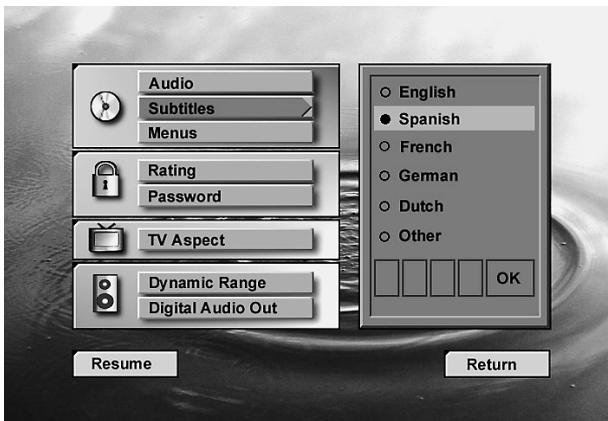 Audio
Subtitles
Menus
Rating
Password
TV Aspect
Dynamic Range
Digital Audio Out
English
Spanish
French
German
Dutch
Other
OK
Resume
Return